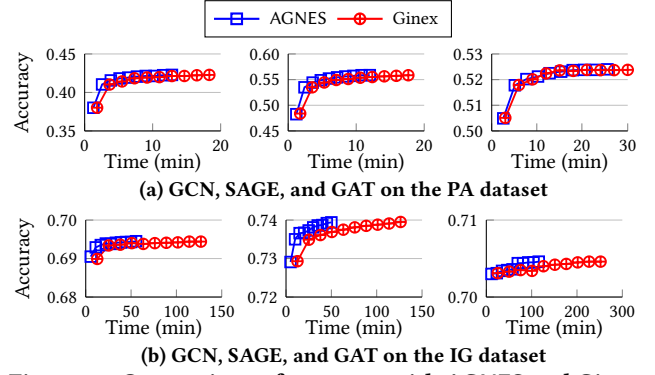 AGNES Ginex
Accuracy
0.45
0.40
0.35
0 10 20
Time (min)
0.60
0.55
0.50
0.45
0 10 20
Time (min)
0.53
0.52
0.51
0.50
0 10 20 30
Time (min)
(a) GCN, SAGE, and GAT on the PA dataset
Accuracy
0.70
0.69
0.68
0 50 100 150
Time (min)
0.74
0.73
0.72
0 50 100 150
Time (min)
0.71
0.70
0 100 200 300
Time (min)
(b) GCN, SAGE, and GAT on the IG dataset